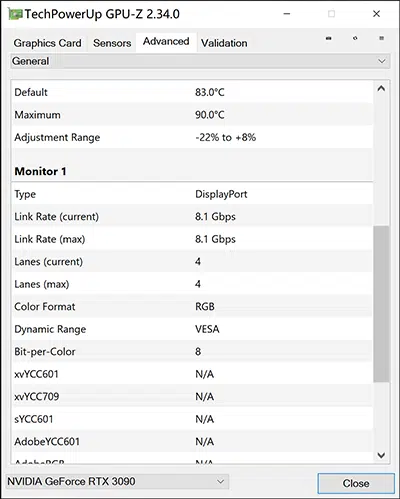 TechPowerUp GPU-Z 2.34.0
Graphics Card Sensors Advanced Validation
General
Default 83.0°C
Maximum 90.0°C
Adjustment Range -22% to +8%
Monitor 1
Type DisplayPort
Link Rate (current) 8.1 Gbps
Link Rate (max) 8.1 Gbps
Lanes (current) 4
Lanes (max) 4
Color Format RGB
Dynamic Range VESA
Bit-per-Color 8
xvYCC601 N/A
xvYCC709 N/A
sYCC601 N/A
AdobeYCC601 N/A
AdobeRGB N/A
NVIDIA GeForce RTX 3090 Close